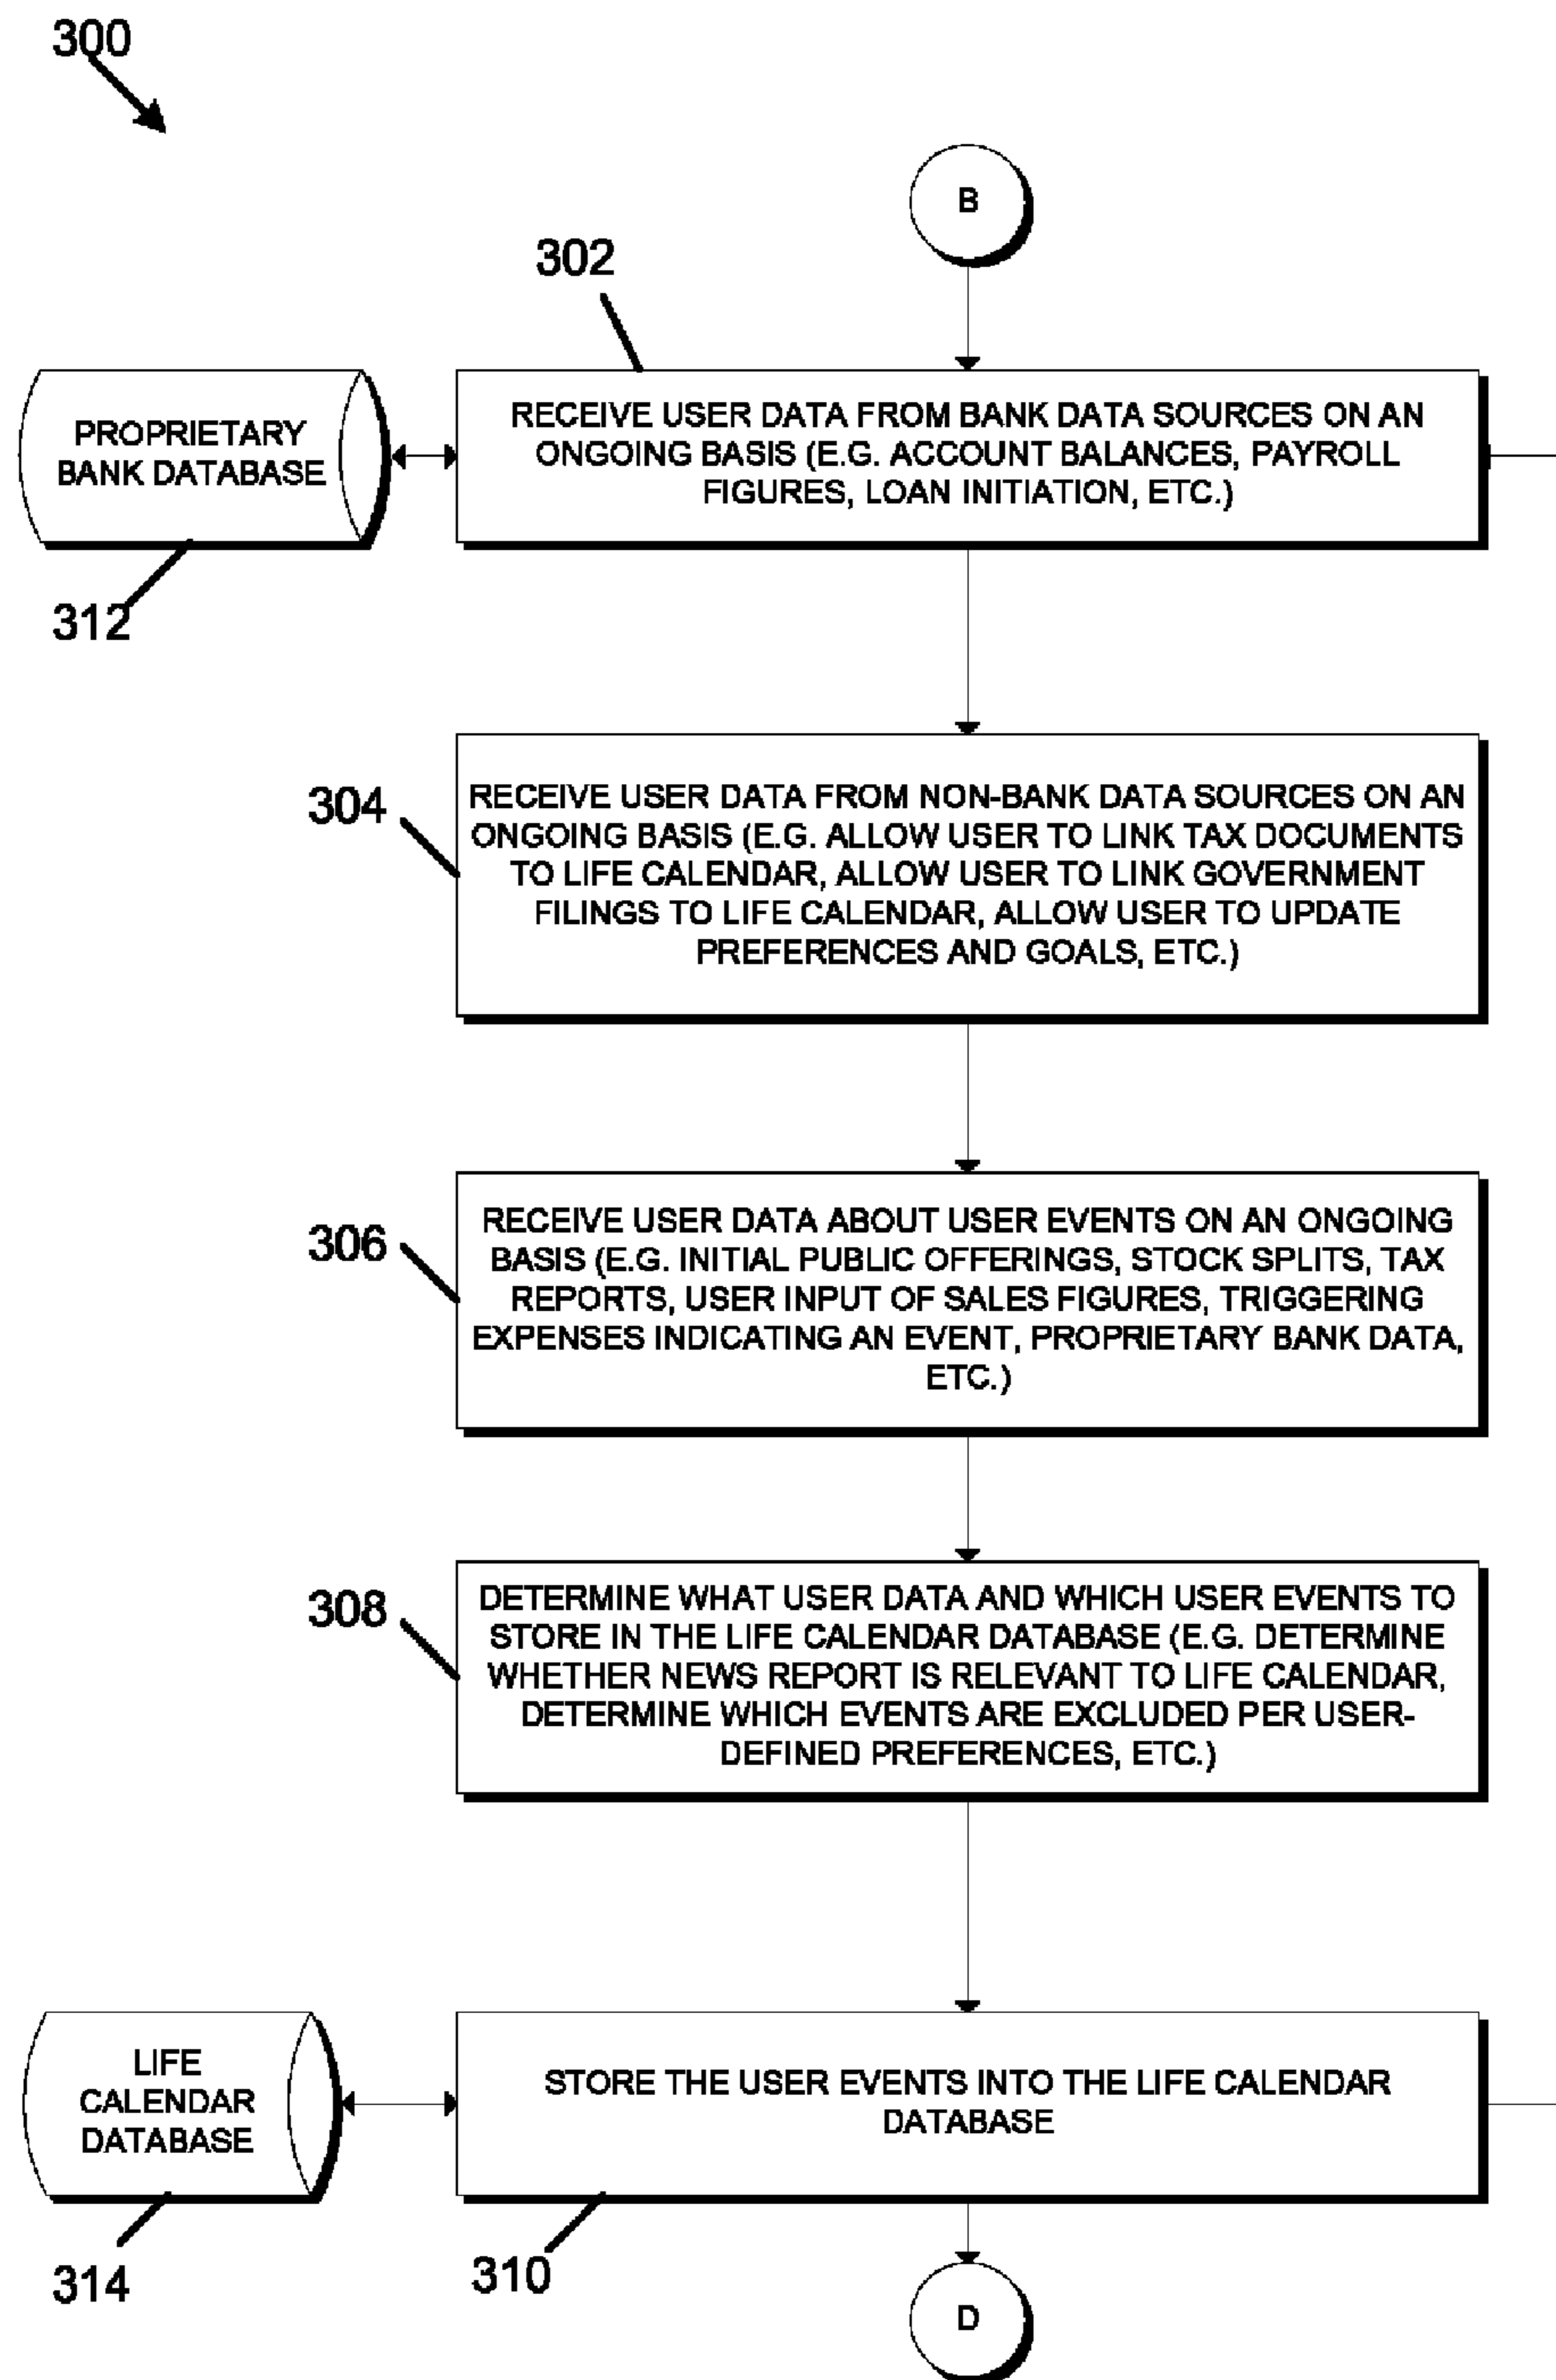 300
B
302
PROPRIETARY
BANK DATABASE
312
RECEIVE USER DATA FROM BANK DATA SOURCES ON AN
ONGOING BASIS (E.G. ACCOUNT BALANCES, PAYROLL
FIGURES, LOAN INITIATION, ETC.)
304
RECEIVE USER DATA FROM NON-BANK DATA SOURCES ON AN
ONGOING BASIS (E.G. ALLOW USER TO LINK TAX DOCUMENTS
TO LIFE CALENDAR, ALLOW USER TO LINK GOVERNMENT
FILINGS TO LIFE CALENDAR, ALLOW USER TO UPDATE
PREFERENCES AND GOALS, ETC.)
306
RECEIVE USER DATA ABOUT USER EVENTS ON AN ONGOING
BASIS (E.G. INITIAL PUBLIC OFFERINGS, STOCK SPLITS, TAX
REPORTS, USER INPUT OF SALES FIGURES, TRIGGERING
EXPENSES INDICATING AN EVENT, PROPRIETARY BANK DATA,
ETC.)
308
DETERMINE WHAT USER DATA AND WHICH USER EVENTS TO
STORE IN THE LIFE CALENDAR DATABASE (E.G. DETERMINE
WHETHER NEWS REPORT IS RELEVANT TO LIFE CALENDAR,
DETERMINE WHICH EVENTS ARE EXCLUDED PER USER-
DEFINED PREFERENCES, ETC.)
LIFE
CALENDAR
DATABASE
314
STORE THE USER EVENTS INTO THE LIFE CALENDAR
DATABASE
310
D